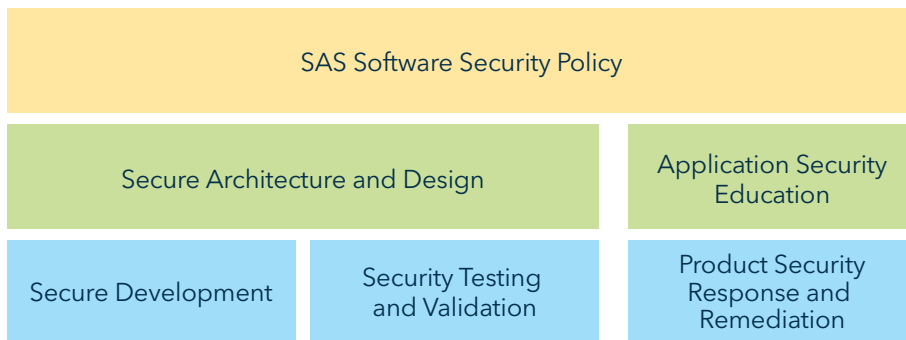 SAS Software Security Policy
Secure Architecture and Design
Application Security
Education
Secure Development
Security Testing
and Validation
Product Security
Response and
Remediation